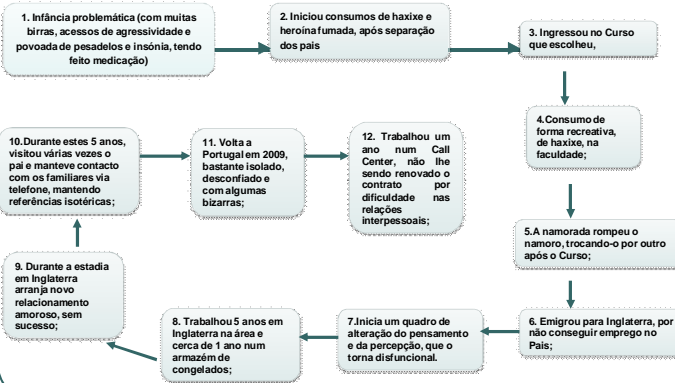 1. Infância problemática (com muitas
birras, acessos de agressividade e
povoada de pesadelos e insónia, tendo
feito medicação)
2. Iniciou consumos de haxixe e
heroína fumada, após separação
dos pais
3. Ingressou no Curso
que escolheu,
4.Consumo de
forma recreativa,
de haxixe, na
faculdade;
5.A namorada rompeu o
namoro, trocando-o por outro
após o Curso;
6. Emigrou para Inglaterra, por
não conseguir emprego no
Pais;
7.Inicia um quadro de
alteração do pensamento
e da percepção, que o
torna disfuncional.
8. Trabalhou 5 anos em
Inglaterra na área e
cerca de 1 ano num
armazém de
congelados;
9. Durante a estadia
em Inglaterra
arranja novo
relacionamento
amoroso, sem
sucesso;
10.Durante estes 5 anos,
visitou várias vezes o
pai e manteve contacto
com os familiares via
telefone, mantendo
referências isotéricas;
11. Volta a
Portugal em 2009,
bastante isolado,
desconfiado e
com algumas
bizarras;
12. Trabalhou um
ano num Call
Center, não lhe
sendo renovado o
contrato por
dificuldade nas
relações
interpessoais;